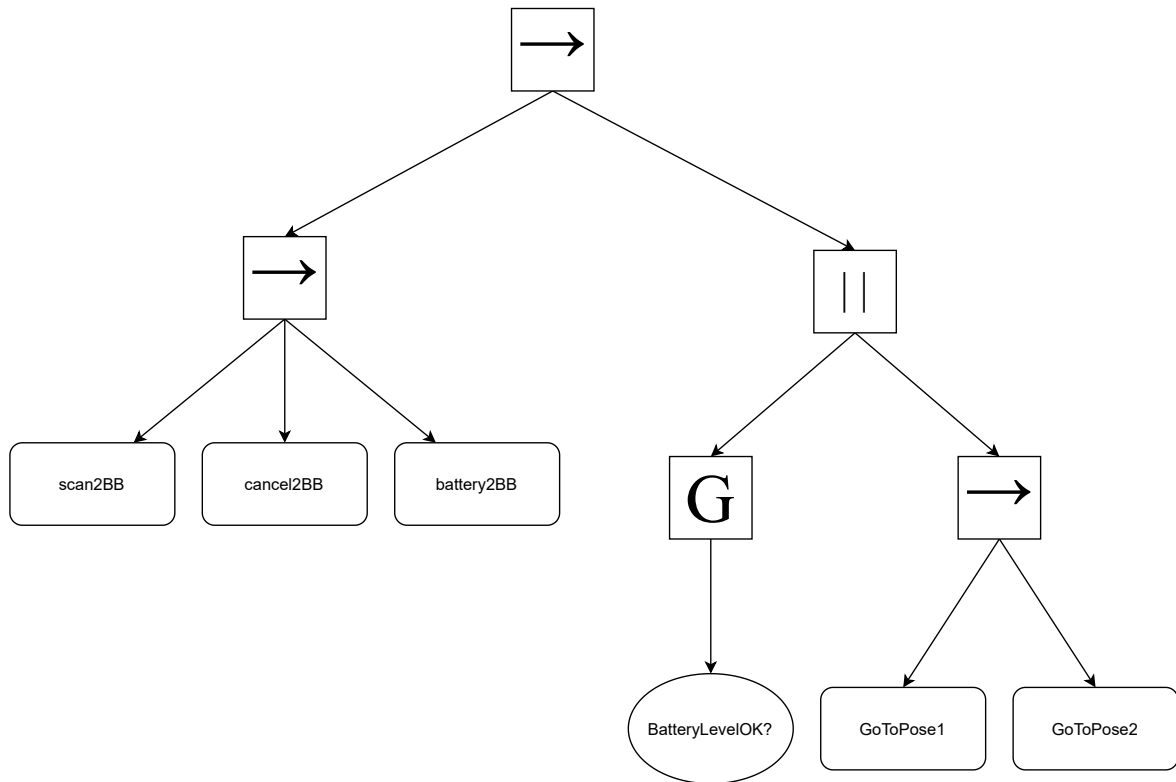 →
→
||
scan2BB
cancel2BB
battery2BB
G
→
BatteryLevelOK?
GoToPose1
GoToPose2